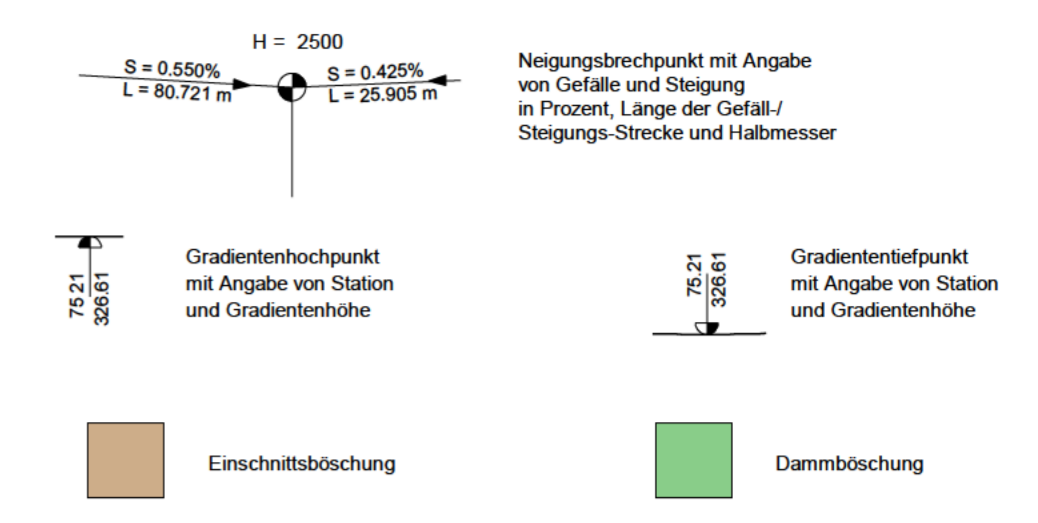 H = 2500
S = 0.550%
L = 80.721 m
S = 0.425%
L = 25.905 m
Neigungsbrechpunkt mit Angabe
von Gefälle und Steigung
in Prozent, Länge der Gefäll-/
Steigungs-Strecke und Halbmesser
75 21
326.61
Gradientenhochpunkt
mit Angabe von Station
und Gradientenhöhe
75.21
326.61
Gradiententiefpunkt
mit Angabe von Station
und Gradientenhöhe
Einschnittsböschung
Dammböschung